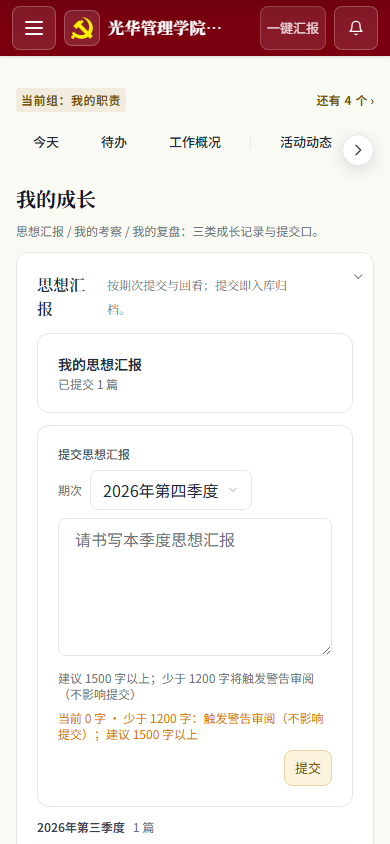 光华管理学院…
一键汇报
当前组：我的职责
还有 4 个 ›
今天
待办
工作概况
活动动态
我的成长
思想汇报 / 我的考察 / 我的复盘：三类成长记录与提交口。
思想汇
报
按期次提交与回看；提交即入库归
档。
我的思想汇报
已提交 1 篇
提交思想汇报
期次
2026年第四季度
请书写本季度思想汇报
建议 1500 字以上；少于 1200 字将触发警告审阅
（不影响提交）
当前 0 字 · 少于 1200 字：触发警告审阅（不影响
提交）；建议 1500 字以上
提交
2026年第三季度 1 篇